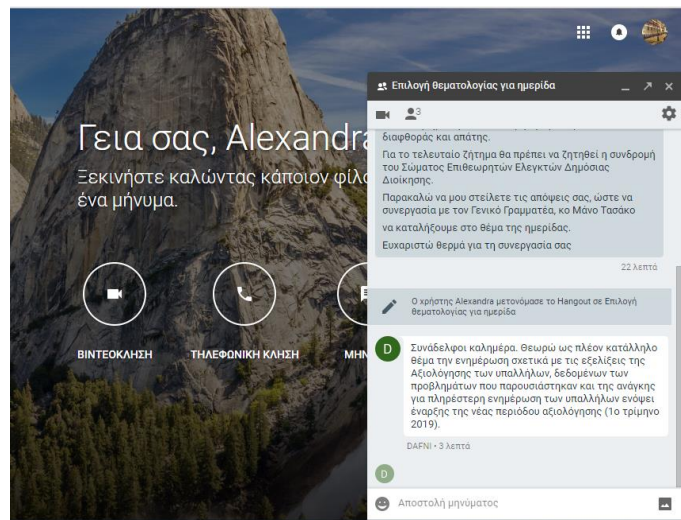 Επιλογή θεματολογίας για ημερίδα
3
Γεια σας, Alexandra
Ξεκινήστε καλώντας κάποιον
ένα μήνυμα.
ΒΙΝΤΕΟΚΛΗΣΗ
ΤΗΛΕΦΩΝΙΚΗ ΚΛΗΣΗ
διαφθοράς και απάτης.
Για το τελευταίο ζήτημα θα πρέπει να ζητηθεί η συνδρομή
του Σώματος Επιθεωρητών Ελεγκτών Δημόσιας
Διοίκησης.
Παρακαλώ να μου στείλετε τις απόψεις σας, ώστε να
συνεργασία με τον Γενικό Γραμματέα, κο Μάνο Τασάκο
να καταλήξουμε στο θέμα της ημερίδας.
Ευχαριστώ θερμά για τη συνεργασία σας
22 λεπτά
Ο χρήστης Alexandra μετονόμασε το Hangout σε Επιλογή
θεματολογίας για ημερίδα
D
Συνάδελφοι καλημέρα. Θεωρώ ως πλέον κατάλληλο
θέμα την ενημέρωση σχετικά με τις εξελίξεις της
Αξιολόγησης των υπαλλήλων, δεδομένων των
προβλημάτων που παρουσιάστηκαν και της ανάγκης
για πληρέστερη ενημέρωση των υπαλλήλων ενόψει
έναρξης της νέας περιόδου αξιολόγησης (1ο τρίμηνο
2019).
DAFNI • 3 λεπτά
D
Αποστολή μηνύματος